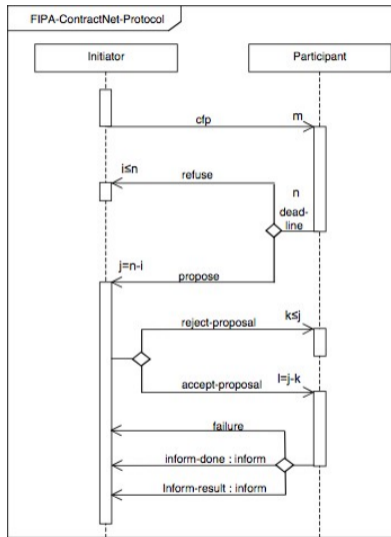 FIPA-ContractNet-Protocol
Initiator
Participant
cfp
m
i≤n
refuse
n
dead-
line
j=n-i
propose
reject-proposal
k≤j
accept-proposal
l=j-k
failure
inform-done : inform
Inform-result : inform